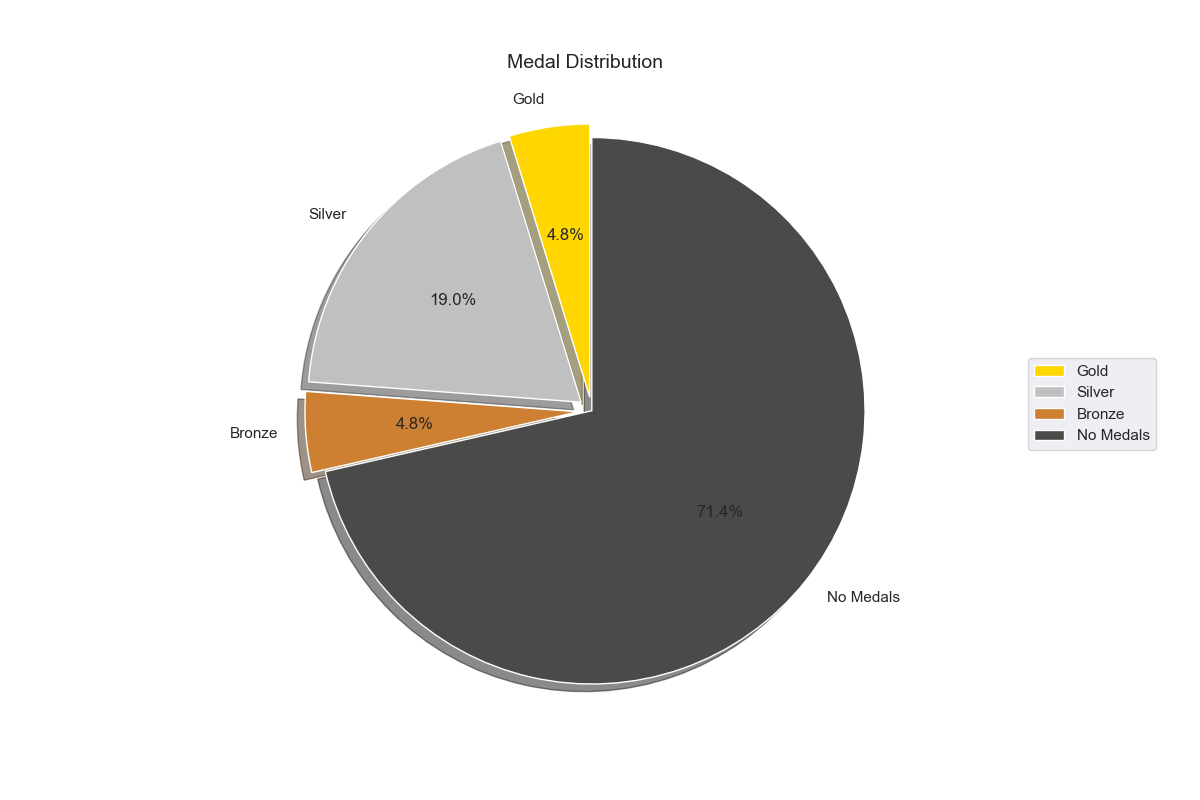 Medal Distribution
Gold
4.8%
Silver
19.0%
Bronze
4.8%
71.4%
No Medals
Gold
Silver
Bronze
No Medals